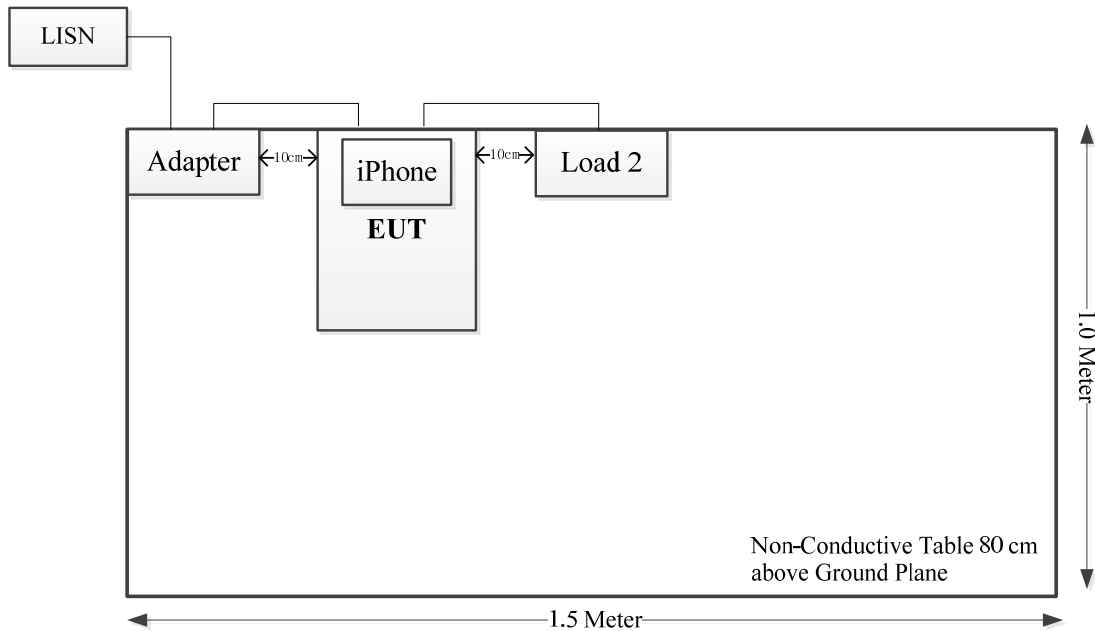 LISN
Adapter
10cm
iPhone
EUT
10cm
Load 2
1.0 Meter
Non-Conductive Table 80 cm
above Ground Plane
1.5 Meter